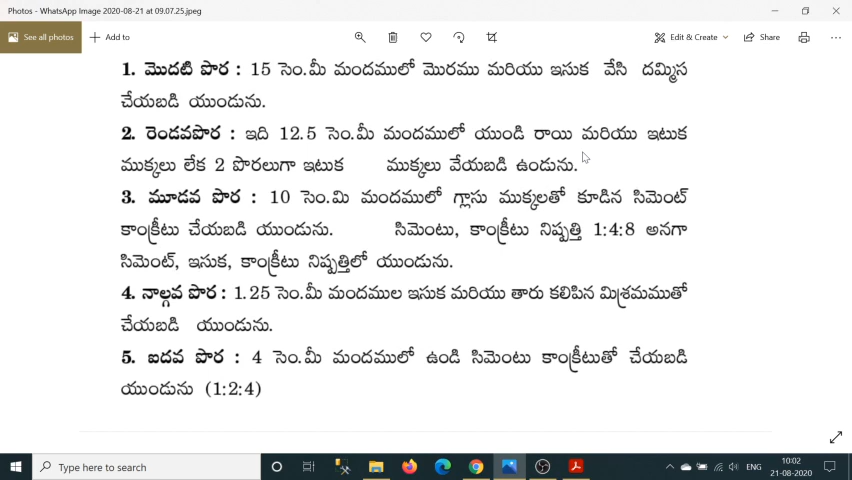 Photos - WhatsApp Image 2020-08-21 at 09.07.25.jpeg
See all photos
Add to
Edit & Create
Share
1. మొదటి పొర : 15 సెం.మీ మందములో మొరము మరియు ఇసుక వేసి దమ్మిస
చేయబడి యుండును.
2. రెండవపొర : ఇది 12.5 సెం.మీ మందములో యుండి రాయి మరియు ఇటుక
ముక్కలు లేక 2 పొరలుగా ఇటుక ముక్కలు వేయబడి ఉండును.
3. మూడవ పొర : 10 సెం.మి మందములో గ్లాసు ముక్కలతో కూడిన సిమెంట్
కాంక్రీటు చేయబడి యుండును. సిమెంటు, కాంక్రీటు నిష్పత్తి 1:4:8 అనగా
సిమెంట్, ఇసుక, కాంక్రీటు నిష్పత్తిలో యుండును.
4. నాల్గవ పొర : 1.25 సెం.మీ మందముల ఇసుక మరియు తారు కలిపిన మిశ్రమముతో
చేయబడి యుండును.
5. ఐదవ పొర : 4 సెం.మీ మందములో ఉండి సిమెంటు కాంక్రీటుతో చేయబడి
యుండును (1:2:4)
Type here to search
ENG
10:02
21-08-2020